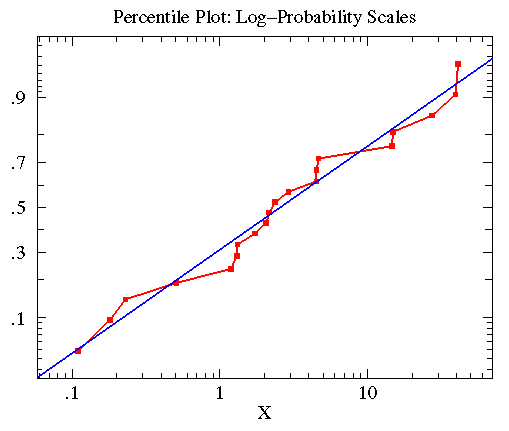 Percentile Plot: Log–Probability Scales
.9
.7
.5
.3
.1
.1 1 10
X